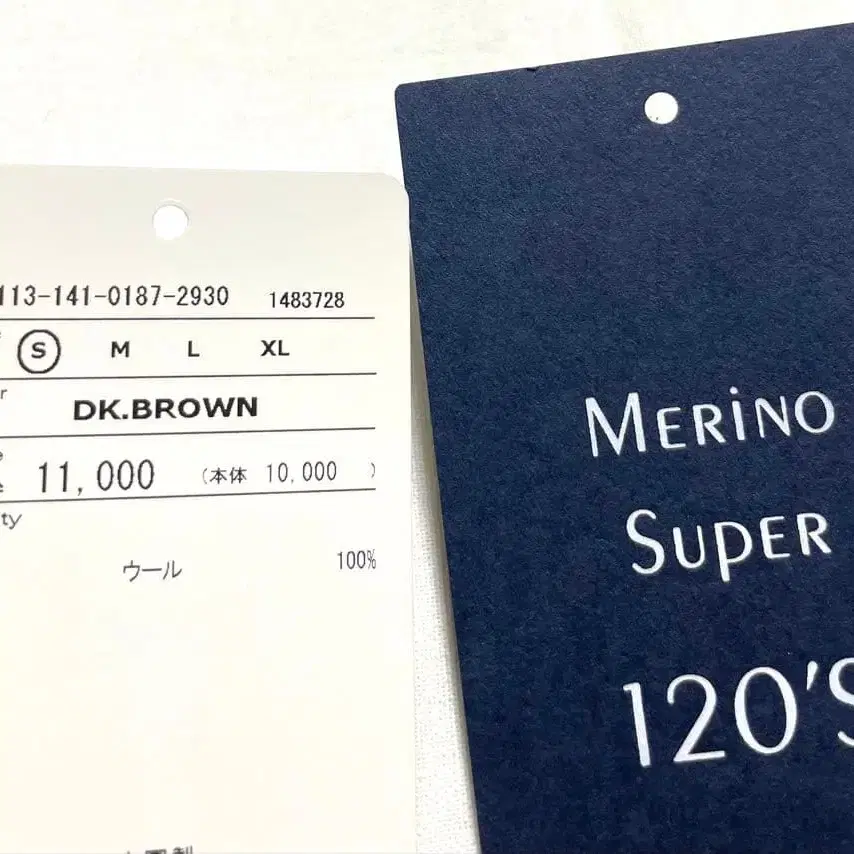 113-141-0187-2930 1483728
S M L XL
DK.BROWN
11,000 (本体 10,000 )
ty
ウール 100%
MERiNO
SUPER
120'S